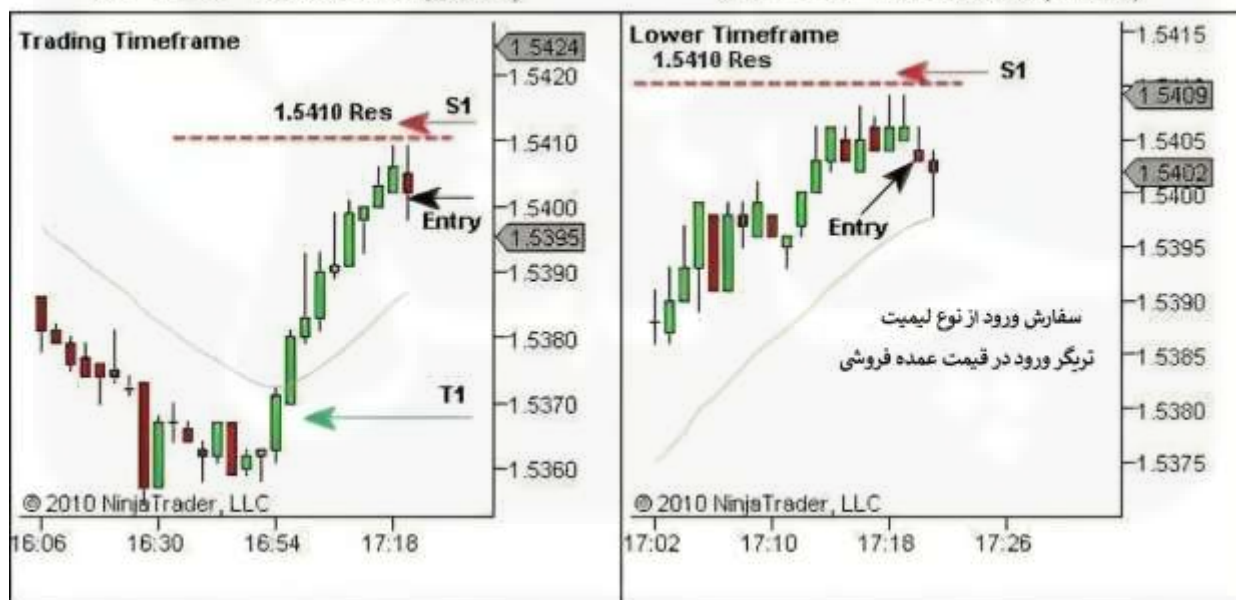 Trading Timeframe
1.5424
1.5420
S1
1.5410 Res
1.5410
1.5400
Entry
1.5395
1.5390
1.5380
T1
1.5370
1.5360
© 2010 NinjaTrader, LLC
16:06 16:30 16:54 17:18
Lower Timeframe
1.5415
1.5410 Res
S1
1.5409
1.5405
1.5402
1.5400
Entry
1.5395
1.5390
سفارش ورود از نوع لیمیت
1.5385
تریگر ورود در قیمت عمده فروشی
1.5380
1.5375
© 2010 NinjaTrader, LLC
17:02 17:10 17:18 17:26